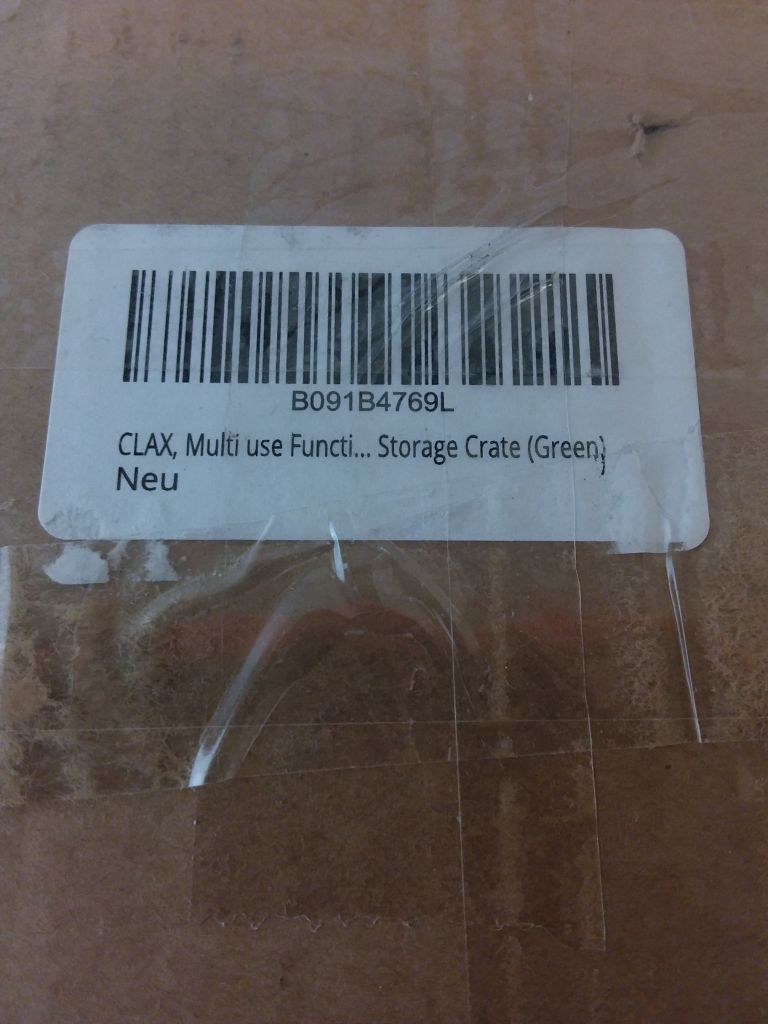 B091B4769L
CLAX, Multi use Functi... Storage Crate (Green)
Neu